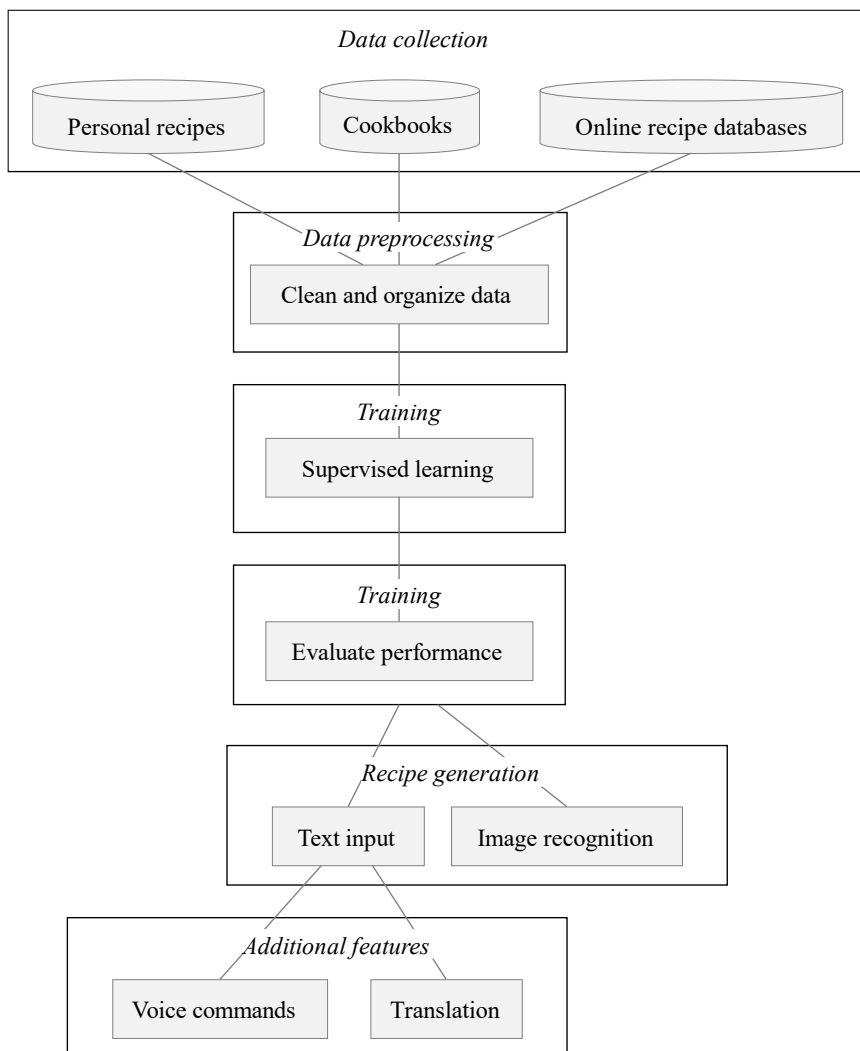 Data collection
Personal recipes
Cookbooks
Online recipe databases
Data preprocessing
Clean and organize data
Training
Supervised learning
Training
Evaluate performance
Recipe generation
Text input
Image recognition
Additional features
Voice commands
Translation